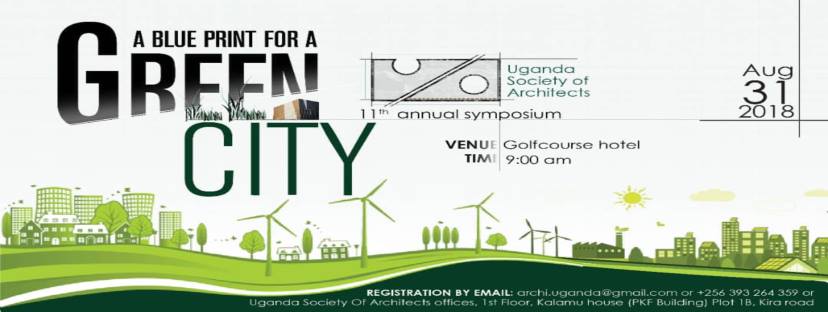 A BLUE PRINT FOR A
GREEN
CITY
Uganda
Society of
Architects
11th annual symposium
Aug
31
2018
VENUE Golfcourse hotel
TIM 9:00 am
REGISTRATION BY EMAIL: archi.uganda@gmail.com or +256 393 264 359 or
Uganda Society Of Architects offices, 1st Floor, Kalamu house (PKF Building) Plot 1B, Kira road